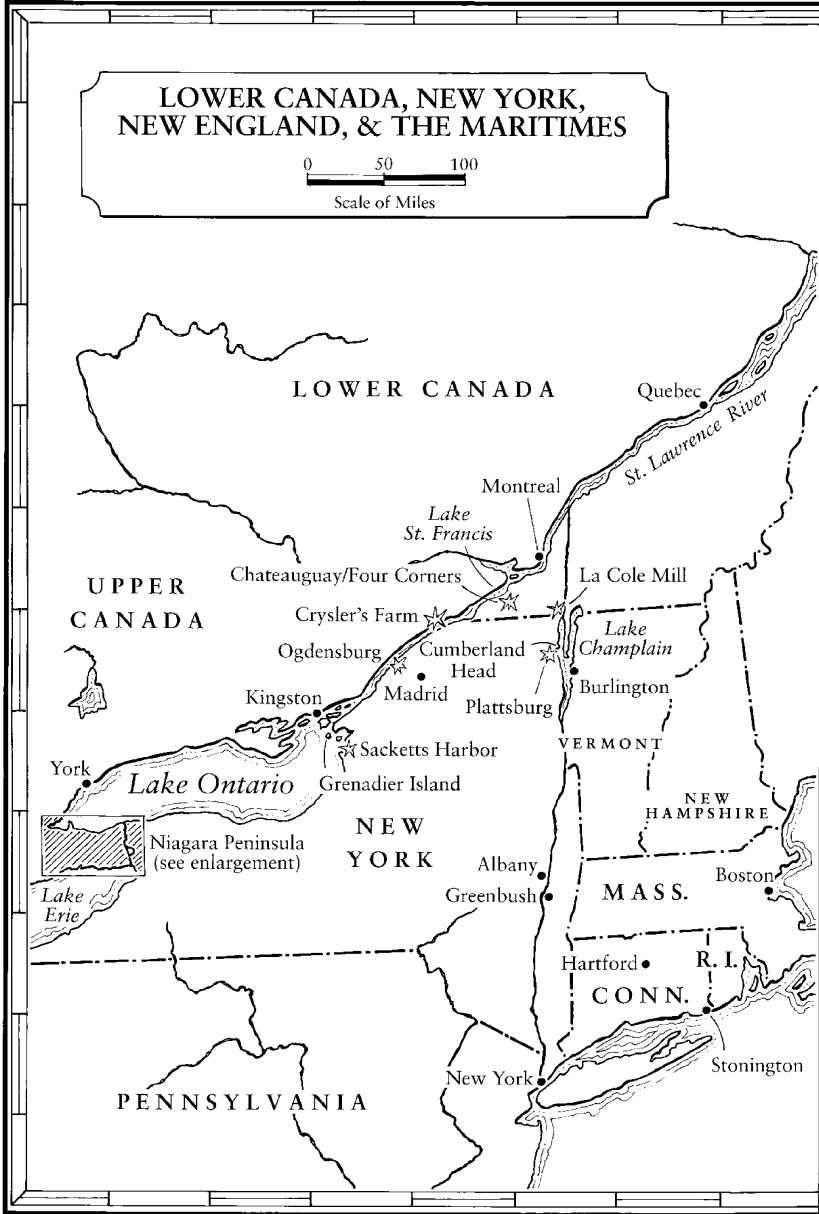 LOWER CANADA, NEW YORK,
NEW ENGLAND, & THE MARITIMES
0 50 100
Scale of Miles
LOWER CANADA
Quebec
St. Lawrence River
Montreal
Lake
St. Francis
Chateauguay/Four Corners
La Cole Mill
UPPER
CANADA
Crysler's Farm
Ogdensburg
Cumberland
Head
Lake
Champlain
Madrid
Plattsburg
Burlington
Kingston
VERMONT
Sacketts Harbor
York
Lake Ontario
Grenadier Island
NEW
HAMPSHIRE
NEW
YORK
Niagara Peninsula
(see enlargement)
Albany
Greenbush
MASS.
Boston
Lake
Erie
Hartford
R. I.
CONN.
Stonington
New York
PENNSYLVANIA